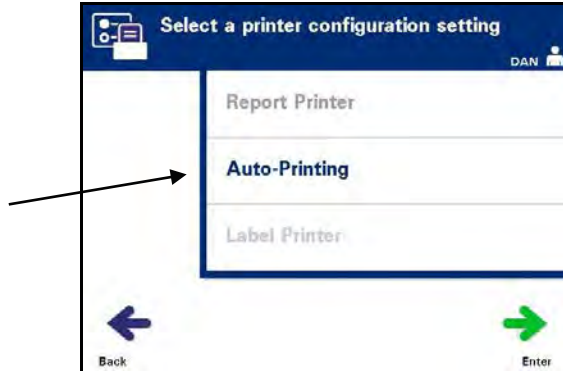 Select a printer configuration setting
DAN
Report Printer
Auto-Printing
Label Printer
Back
Enter